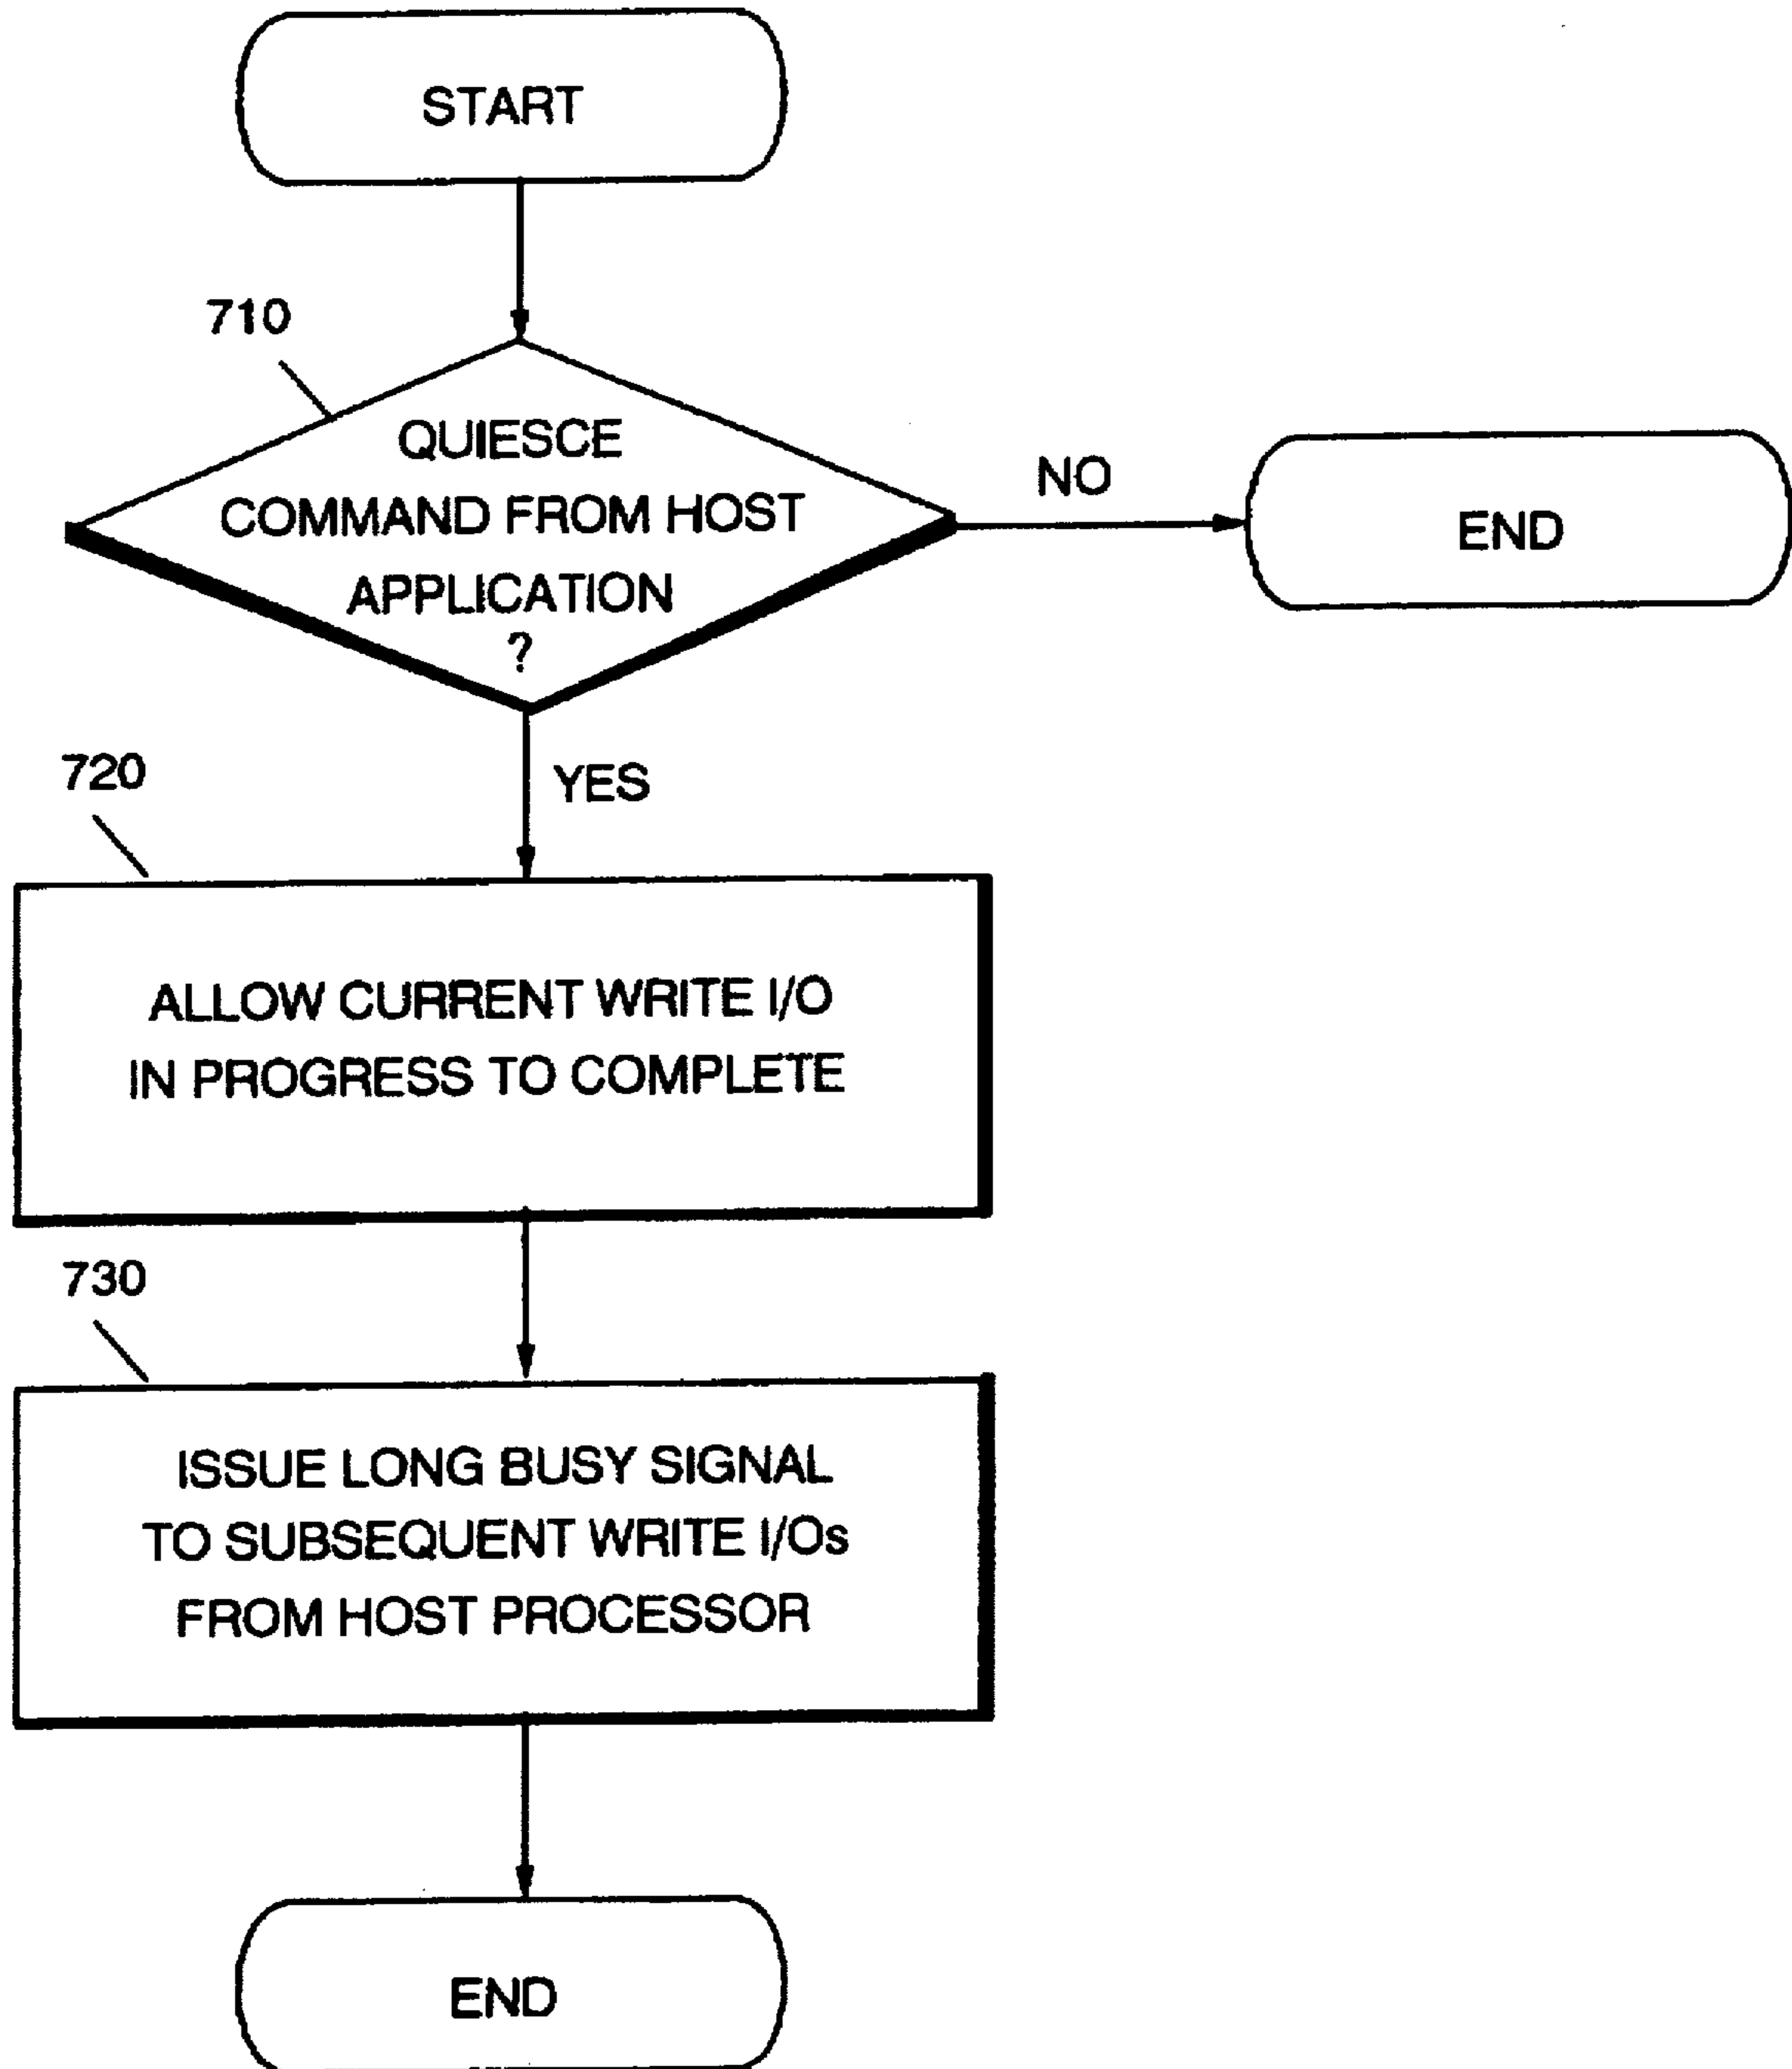 START
710
QUIESCE
COMMAND FROM HOST
APPLICATION
?
NO
END
YES
720
ALLOW CURRENT WRITE I/O
IN PROGRESS TO COMPLETE
730
ISSUE LONG BUSY SIGNAL
TO SUBSEQUENT WRITE I/Os
FROM HOST PROCESSOR
END